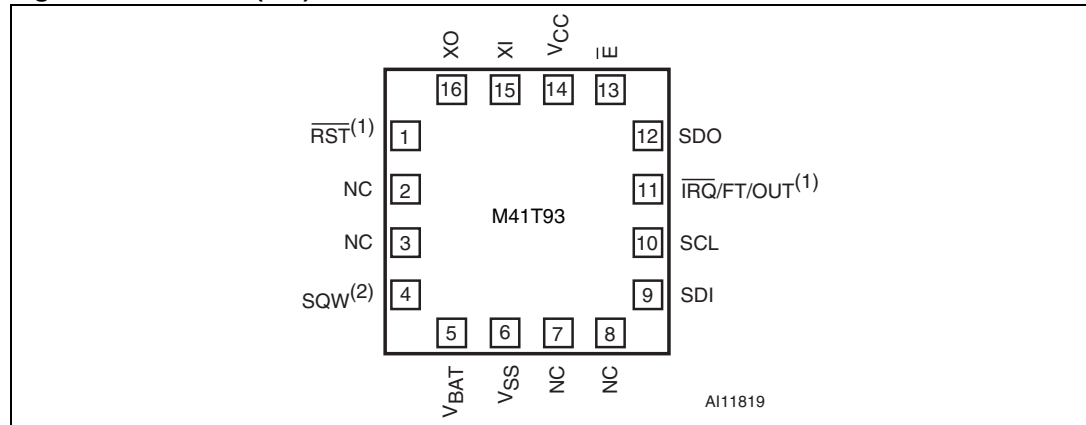 XO
XI
VCC
E
16
15
14
13
RST(1)
1
12
SDO
NC
2
11
IRQ/FT/OUT(1)
M41T93
NC
3
10
SCL
SQW(2)
4
9
SDI
5
6
7
8
VBAT
VSS
NC
NC
AI11819